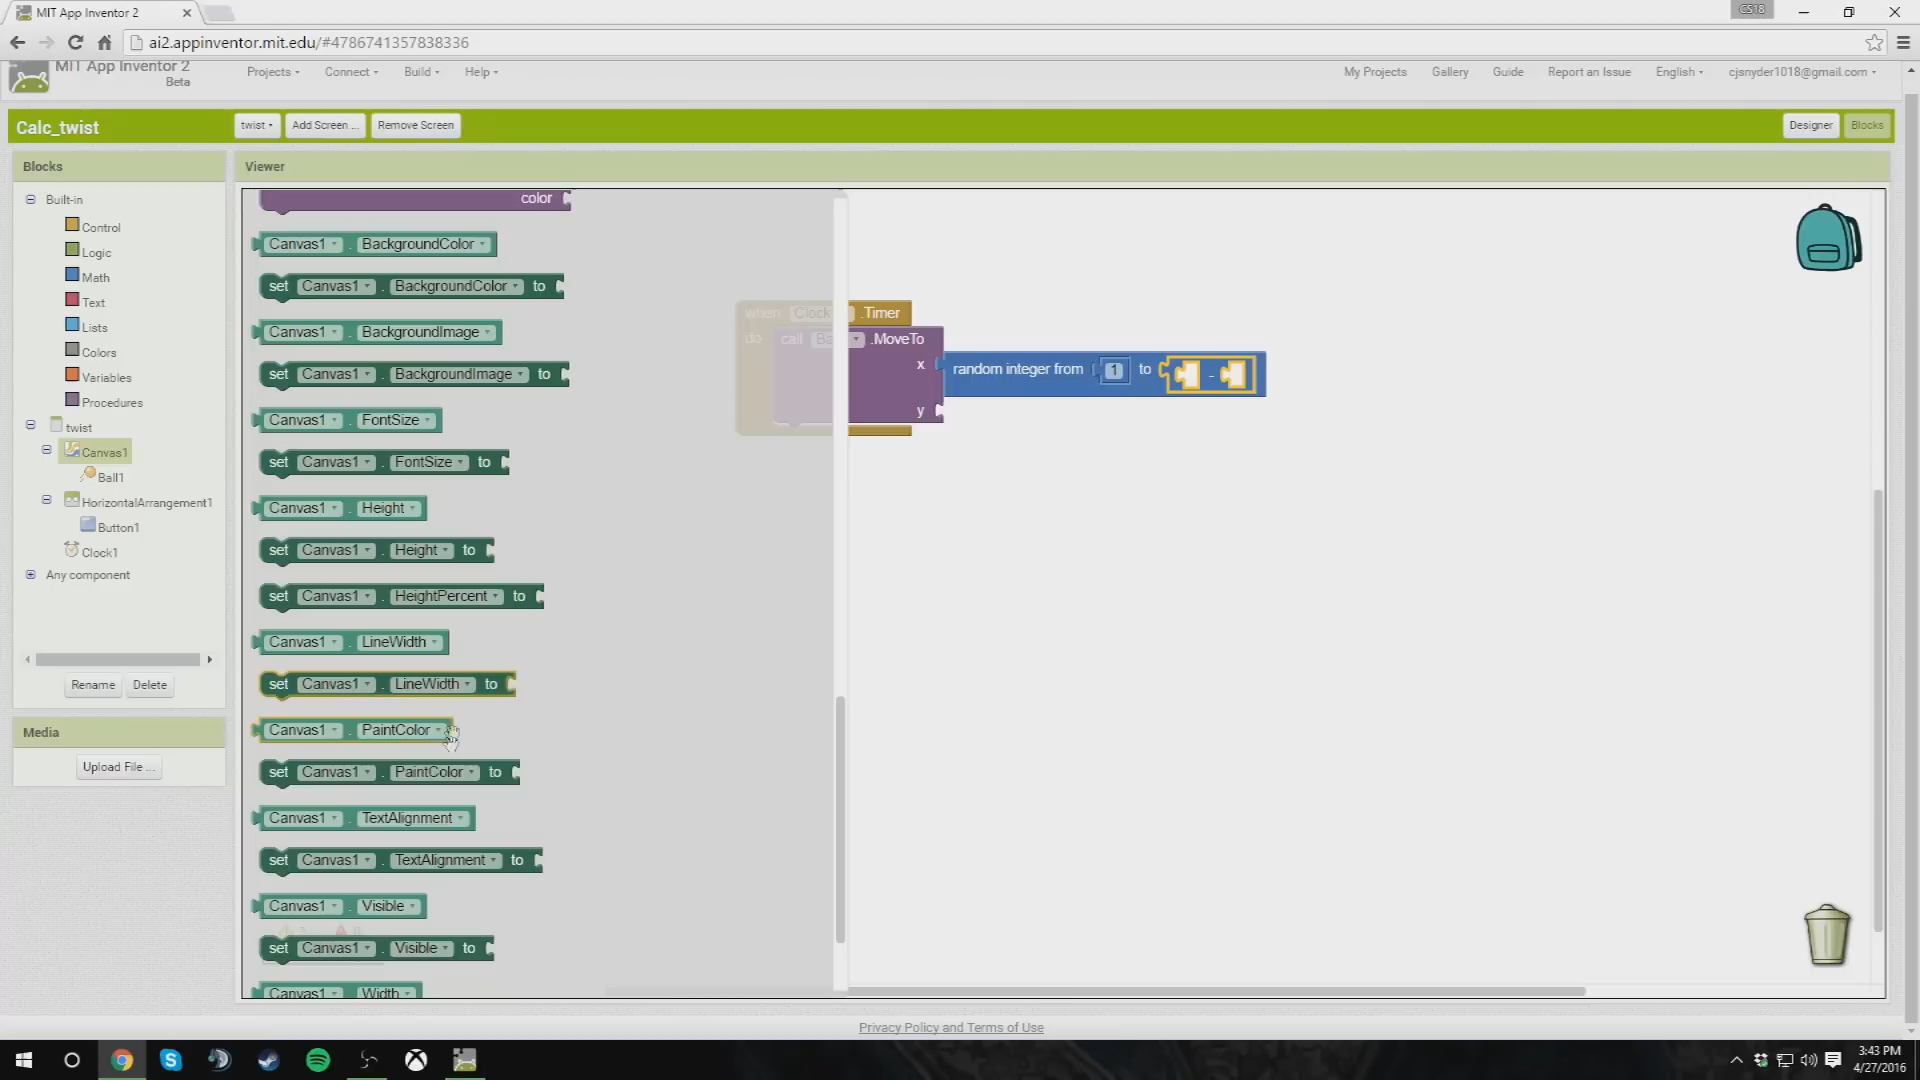 MIT App Inventor 2
CS18
ai2.appinventor.mit.edu/#4786741357838336
MIT App Inventor 2
Beta
Projects
Connect
Build
Help
My Projects
Gallery
Guide
Report an Issue
English
cjsnyder1018@gmail.com
Calc_twist
twist
Add Screen ...
Remove Screen
Designer
Blocks
Blocks
Viewer
Built-in
Control
Logic
Math
Text
Lists
Colors
Variables
Procedures
twist
Canvas1
Ball1
HorizontalArrangement1
Button1
Clock1
Any component
Rename
Delete
Media
Upload File ...
color
Canvas1 . BackgroundColor
set Canvas1 . BackgroundColor to
Canvas1 . BackgroundImage
set Canvas1 . BackgroundImage to
Canvas1 . FontSize
set Canvas1 . FontSize to
Canvas1 . Height
set Canvas1 . Height to
set Canvas1 . HeightPercent to
Canvas1 . LineWidth
set Canvas1 . LineWidth to
Canvas1 . PaintColor
set Canvas1 . PaintColor to
Canvas1 . TextAlignment
set Canvas1 . TextAlignment to
Canvas1 . Visible
set Canvas1 . Visible to
Canvas1 . Width
when Clock .Timer
do call Ba .MoveTo
x random integer from 1 to -
y
Privacy Policy and Terms of Use
3:43 PM
4/27/2016